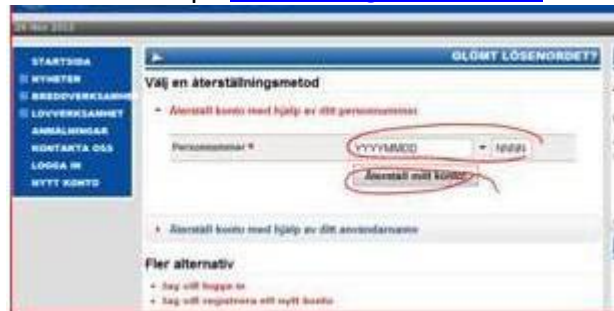 GLÖMT LÖSENORDET?
STARTSIDA
NYHETER
BREDDVERKSAMHET
LOVVERKSAMHET
ANMÄLNINGAR
KONTAKTA OSS
LOGGA IN
NYTT KONTO
Välj en återställningsmetod
Återställ konto med hjälp av ditt personnummer
Personnummer *
YYYYMMDD
NNNN
Återställ mitt konto
Återställ konto med hjälp av ditt användarnamn
Fler alternativ
Jag vill logga in
Jag vill registrera ett nytt konto